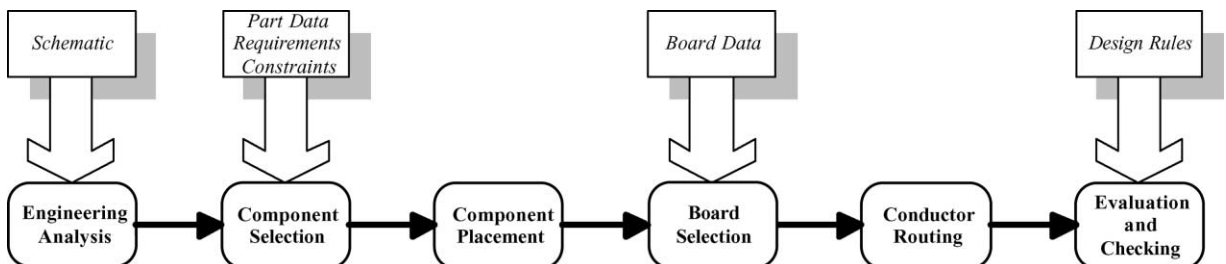 Schematic
Part Data
Requirements
Constraints
Board Data
Design Rules
Engineering
Analysis
Component
Selection
Component
Placement
Board
Selection
Conductor
Routing
Evaluation
and
Checking